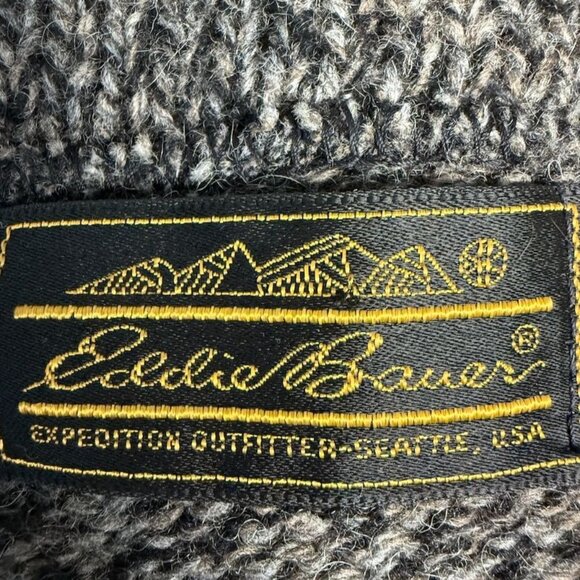 Eddie Bauer®
EXPEDITION OUTFITTER-SEATTLE, USA